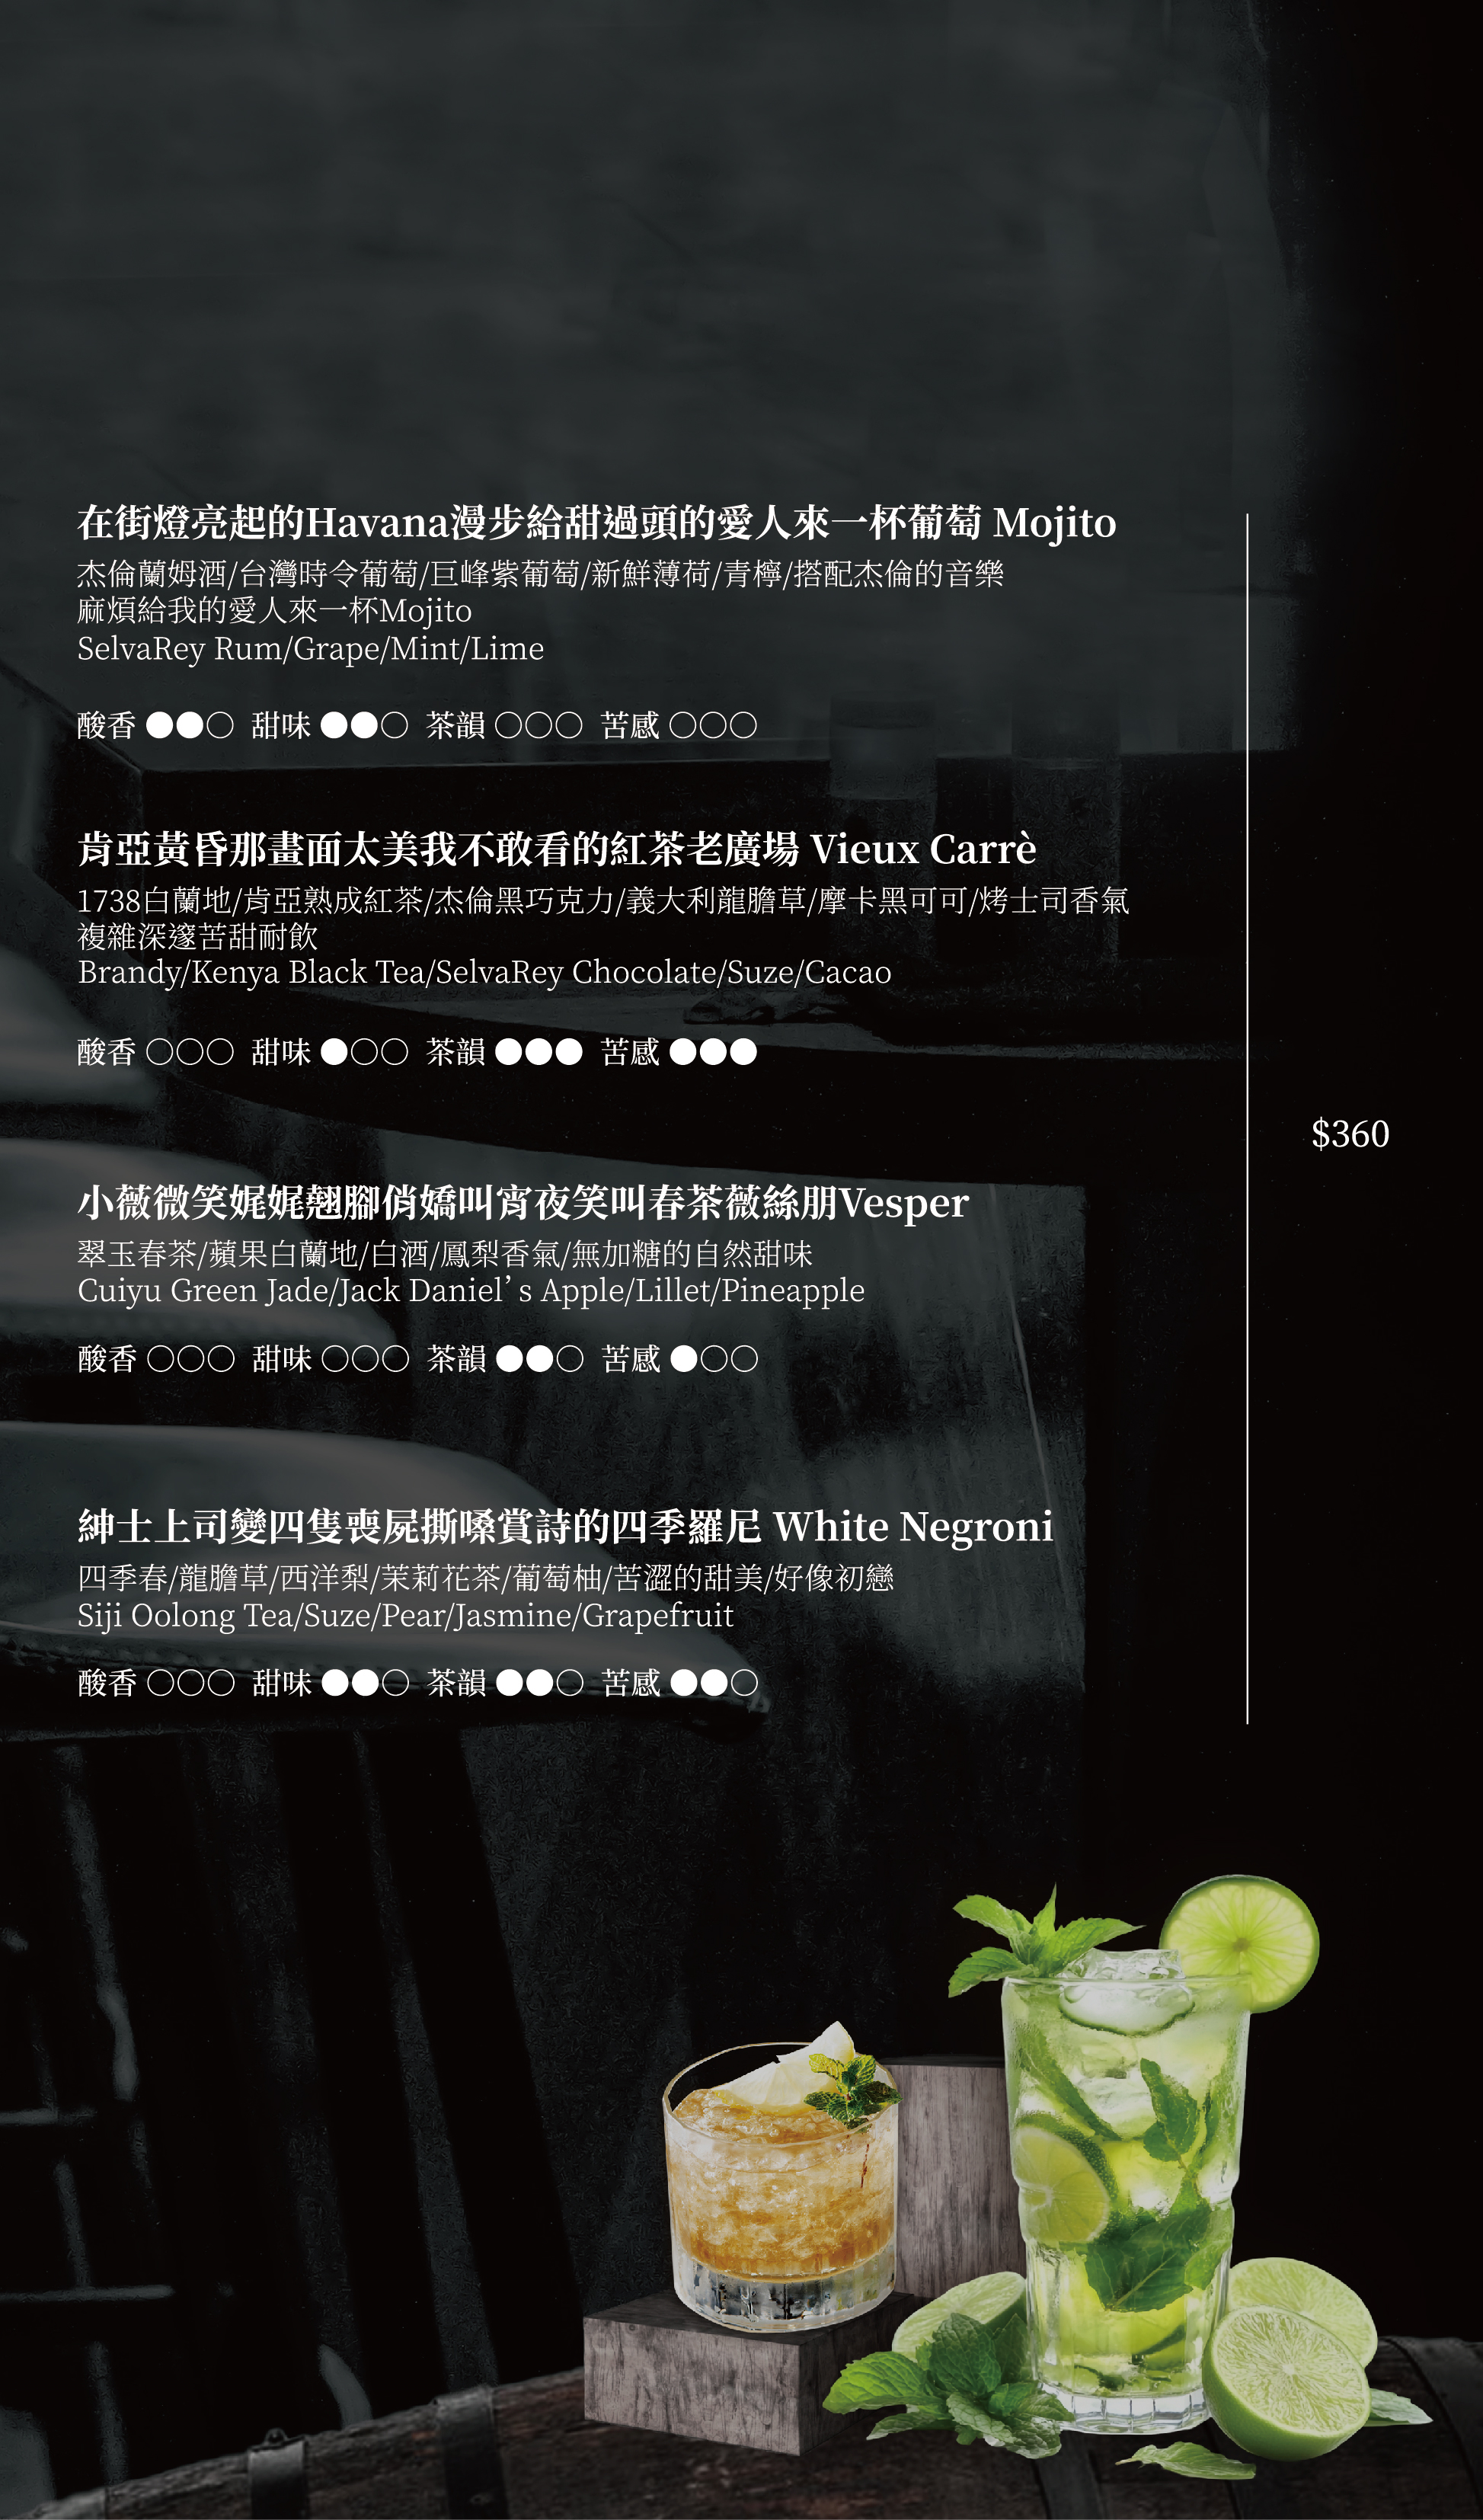 在街燈亮起的Havana漫步給甜過頭的愛人來一杯葡萄 Mojito
杰倫蘭姆酒/台灣時令葡萄/巨峰紫葡萄/新鮮薄荷/青檸/搭配杰倫的音樂
麻煩給我的愛人來一杯Mojito
SelvaRey Rum/Grape/Mint/Lime
酸香 ●●○ 甜味 ●●○ 茶韻 ○○○ 苦感 ○○○
肯亞黃昏那畫面太美我不敢看的紅茶老廣場 Vieux Carrè
1738白蘭地/肯亞熟成紅茶/杰倫黑巧克力/義大利龍膽草/摩卡黑可可/烤士司香氣
複雜深邃苦甜耐飲
Brandy/Kenya Black Tea/SelvaRey Chocolate/Suze/Cacao
酸香 ○○○ 甜味 ●○○ 茶韻 ●●● 苦感 ●●●
$360
小薇微笑娓娓翹腳俏嬌叫宵夜笑叫春茶薇絲朋Vesper
翠玉春茶/蘋果白蘭地/白酒/鳳梨香氣/無加糖的自然甜味
Cuiyu Green Jade/Jack Daniel’s Apple/Lillet/Pineapple
酸香 ○○○ 甜味 ○○○ 茶韻 ●●○ 苦感 ●○○
紳士上司變四隻喪屍撕嗓賞詩的四季羅尼 White Negroni
四季春/龍膽草/西洋梨/茉莉花茶/葡萄柚/苦澀的甜美/好像初戀
Siji Oolong Tea/Suze/Pear/Jasmine/Grapefruit
酸香 ○○○ 甜味 ●●○ 茶韻 ●●○ 苦感 ●●○